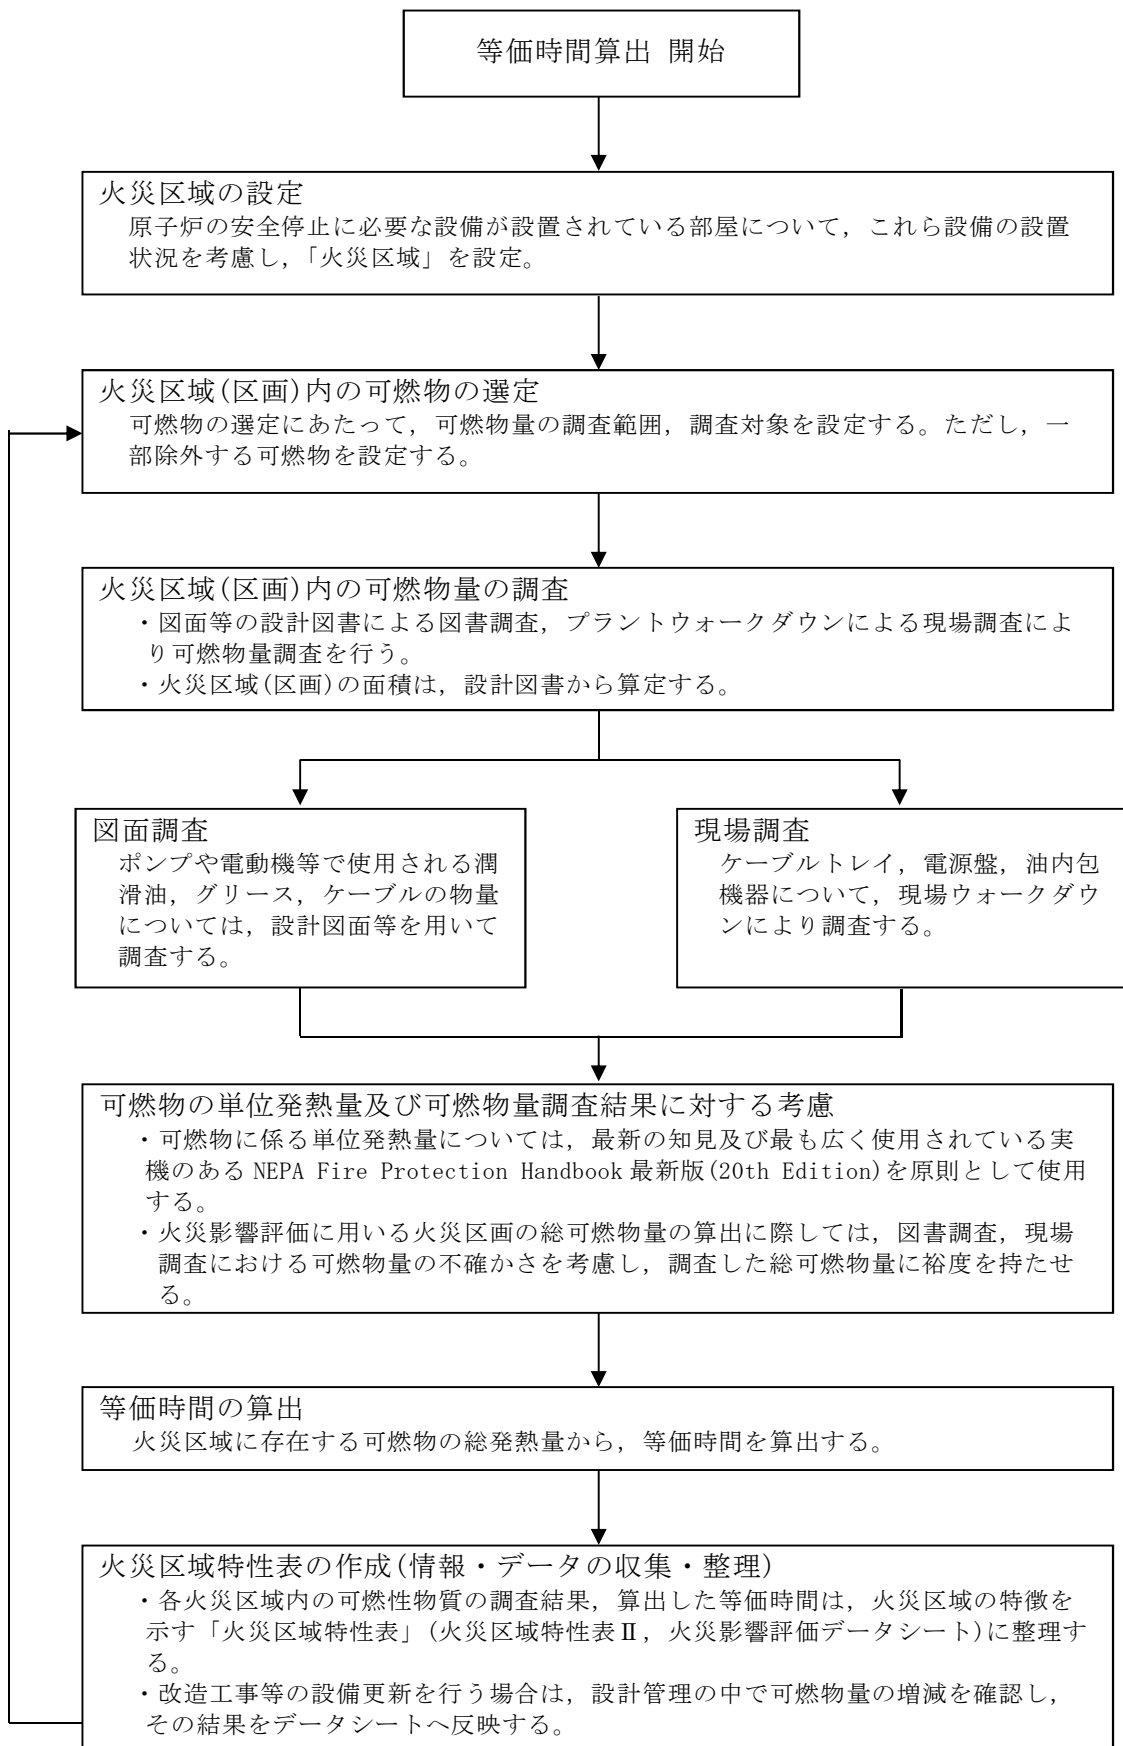 等価時間算出 開始
火災区域の設定
原子炉の安全停止に必要な設備が設置されている部屋について，これら設備の設置
状況を考慮し，「火災区域」を設定。
火災区域(区画)内の可燃物の選定
可燃物の選定にあたって，可燃物量の調査範囲，調査対象を設定する。ただし，一
部除外する可燃物を設定する。
火災区域(区画)内の可燃物量の調査
・図面等の設計図書による図書調査，プラントウォークダウンによる現場調査によ
り可燃物量調査を行う。
・火災区域(区画)の面積は，設計図書から算定する。
図面調査
ポンプや電動機等で使用される潤
滑油，グリース，ケーブルの物量
については，設計図面等を用いて
調査する。
現場調査
ケーブルトレイ，電源盤，油内包
機器について，現場ウォークダウ
ンにより調査する。
可燃物の単位発熱量及び可燃物量調査結果に対する考慮
・可燃物に係る単位発熱量については，最新の知見及び最も広く使用されている実
機のある NEPA Fire Protection Handbook 最新版(20th Edition)を原則として使用
する。
・火災影響評価に用いる火災区画の総可燃物量の算出に際しては，図書調査，現場
調査における可燃物量の不確かさを考慮し，調査した総可燃物量に裕度を持たせ
る。
等価時間の算出
火災区域に存在する可燃物の総発熱量から，等価時間を算出する。
火災区域特性表の作成(情報・データの収集・整理)
・各火災区域内の可燃性物質の調査結果，算出した等価時間は，火災区域の特徴を
示す「火災区域特性表」(火災区域特性表Ⅱ，火災影響評価データシート)に整理す
る。
・改造工事等の設備更新を行う場合は，設計管理の中で可燃物量の増減を確認し，
その結果をデータシートへ反映する。